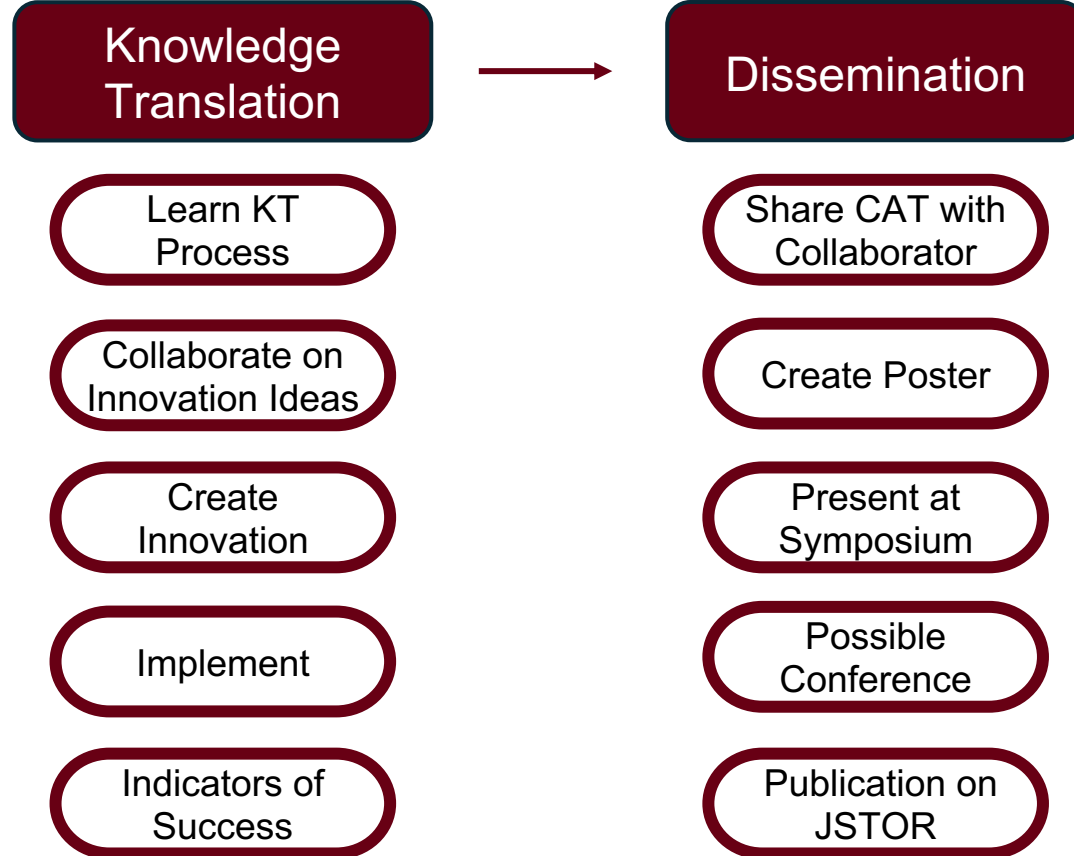 Knowledge
Translation
Dissemination
Learn KT
Process
Collaborate on
Innovation Ideas
Create
Innovation
Implement
Indicators of
Success
Share CAT with
Collaborator
Create Poster
Present at
Symposium
Possible
Conference
Publication on
JSTOR